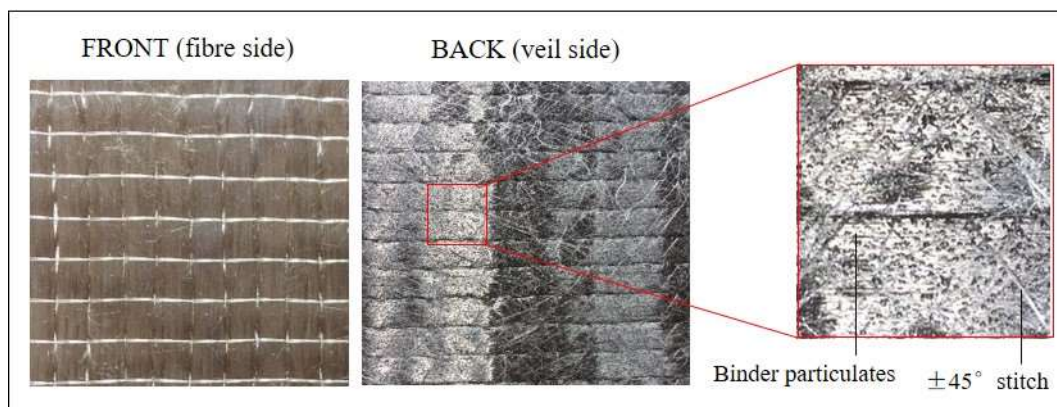 FRONT (fibre side)
BACK (veil side)
Binder particulates
±45° stitch